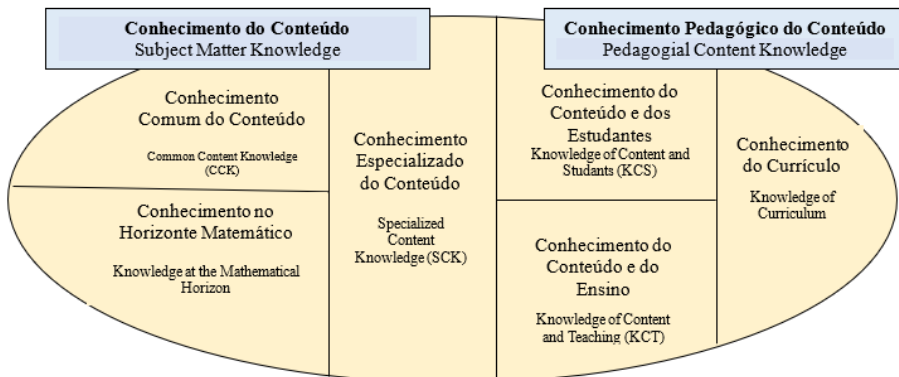 Conhecimento do Conteúdo
Subject Matter Knowledge
Conhecimento Pedagógico do Conteúdo
Pedagogial Content Knowledge
Conhecimento
Comum do Conteúdo
Common Content Knowledge
(CCK)
Conhecimento no
Horizonte Matemático
Knowledge at the Mathematical
Horizon
Conhecimento
Especializado
do Conteúdo
Specialized
Content
Knowledge (SCK)
Conhecimento do
Conteúdo e dos
Estudantes
Knowledge of Content and
Studants (KCS)
Conhecimento do
Conteúdo e do
Ensino
Knowledge of Content
and Teaching (KCT)
Conhecimento
do Currículo
Knowledge of
Curriculum